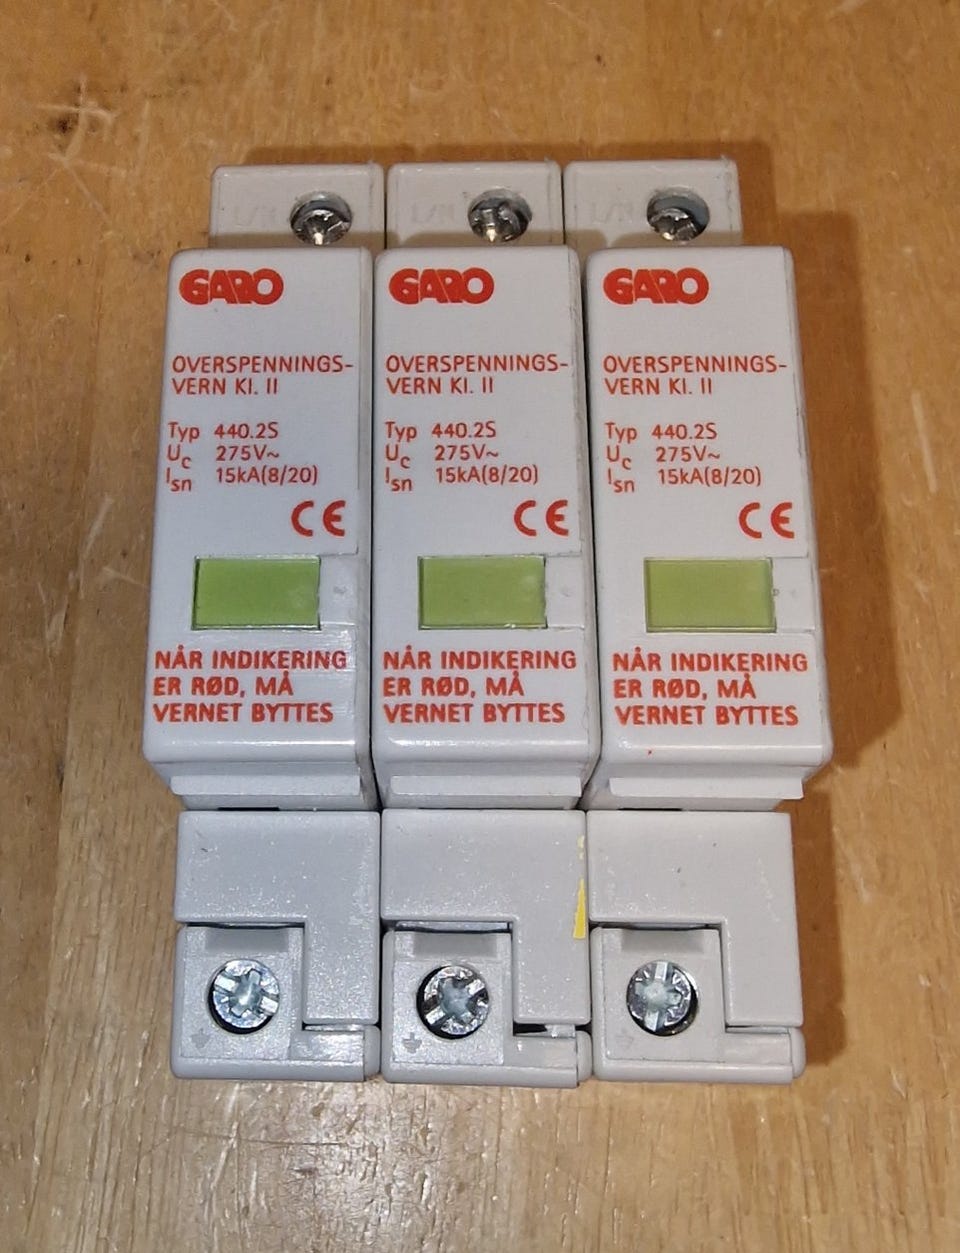 GARO
OVERSPENNINGS-
VERN Kl. II
Typ 440.2S
Uc 275V~
Isn 15kA(8/20)
CE
NÅR INDIKERING
ER RØD, MÅ
VERNET BYTTES
GARO
OVERSPENNINGS-
VERN Kl. II
Typ 440.2S
Uc 275V~
Isn 15kA(8/20)
CE
NÅR INDIKERING
ER RØD, MÅ
VERNET BYTTES
GARO
OVERSPENNINGS-
VERN Kl. II
Typ 440.2S
Uc 275V~
Isn 15kA(8/20)
CE
NÅR INDIKERING
ER RØD, MÅ
VERNET BYTTES